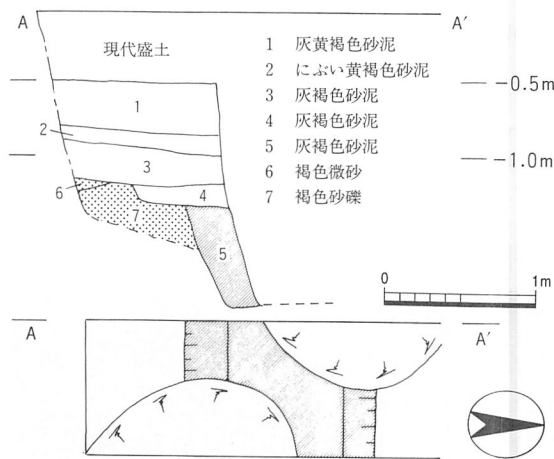 A
A′
現代盛土
1 灰黄褐色砂泥
2 にぶい黄褐色砂泥
3 灰褐色砂泥
4 灰褐色砂泥
5 灰褐色砂泥
6 褐色微砂
7 褐色砂礫
-0.5m
-1.0m
1
2
3
4
5
6
7
0
1m
A
A′